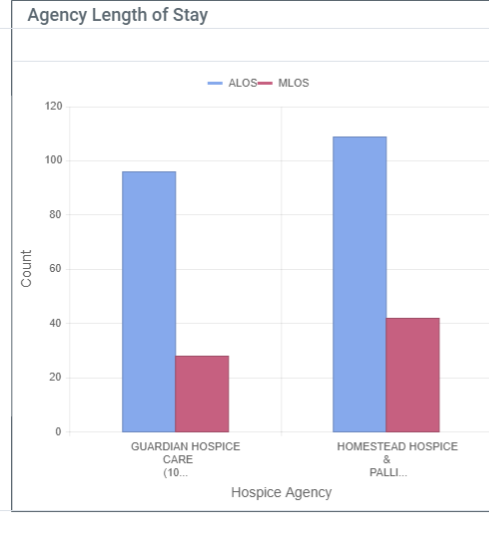 Agency Length of Stay
ALOS MLOS
120
100
80
60
40
20
0
Count
GUARDIAN HOSPICE
CARE
(10...
HOMESTEAD HOSPICE
&
PALLI...
Hospice Agency